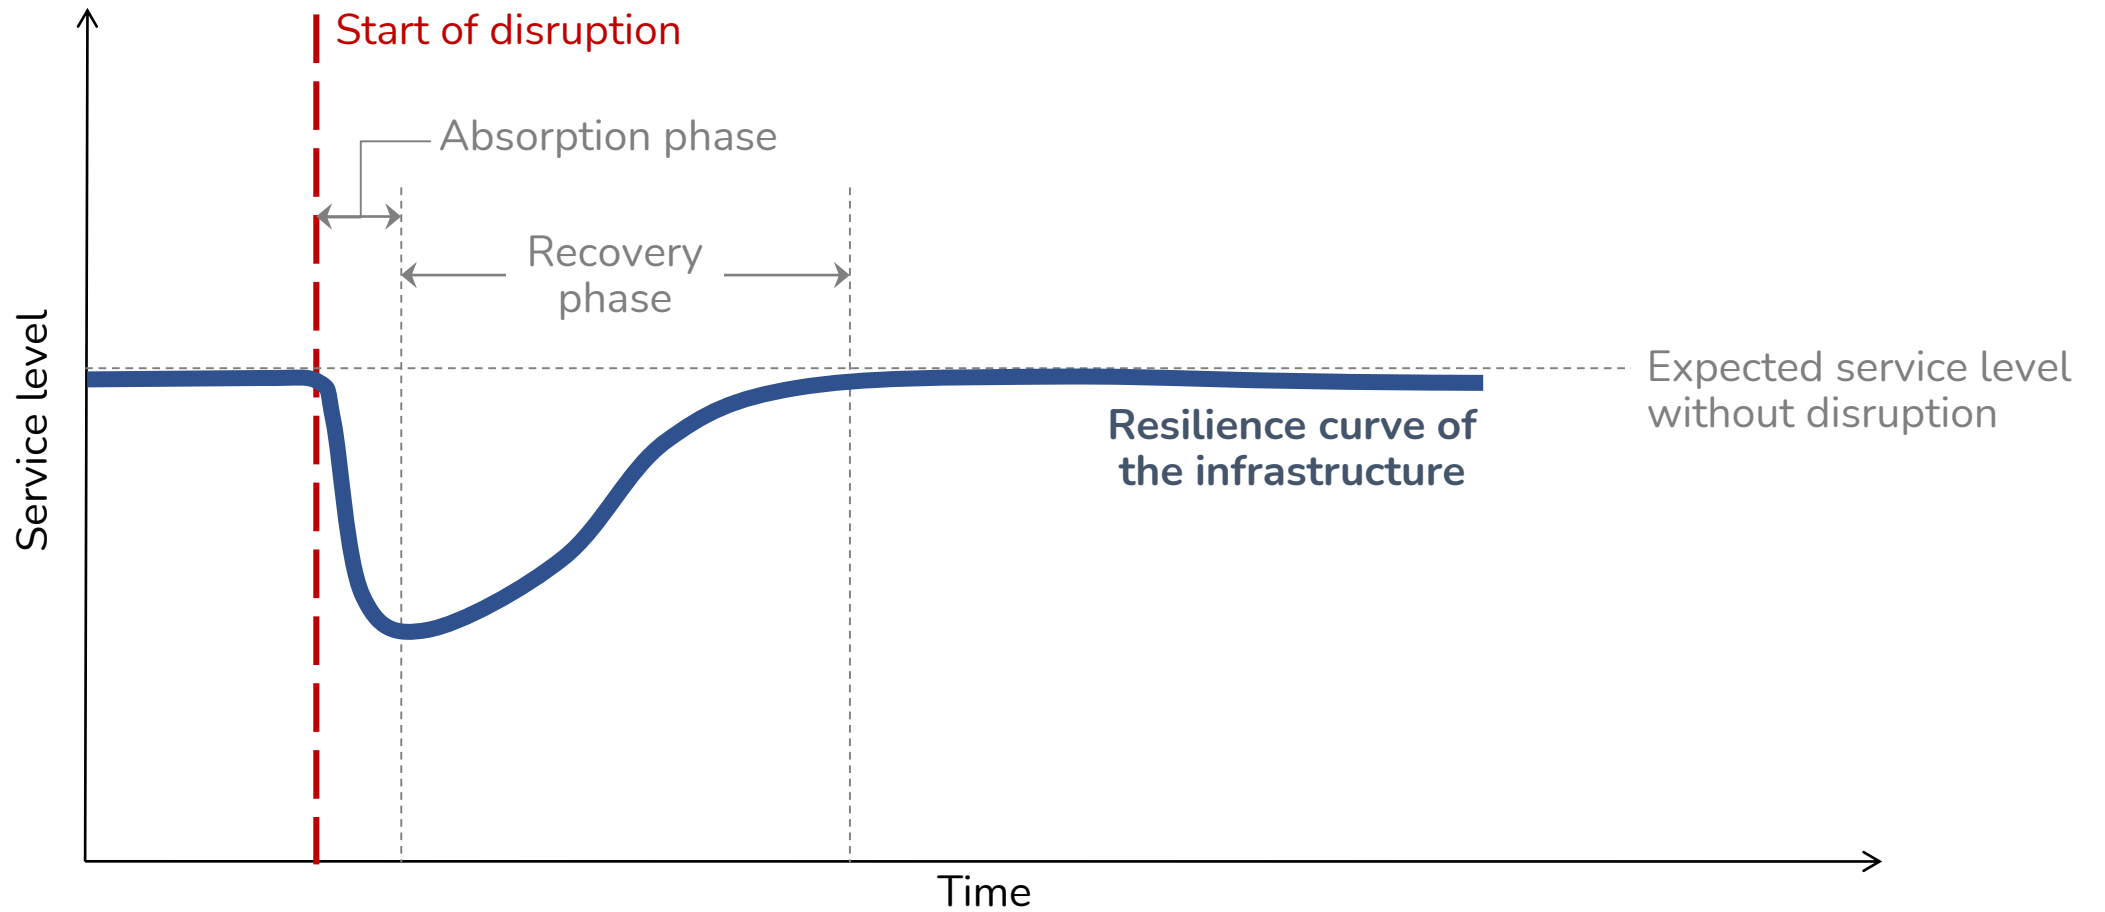 Start of disruption
Absorption phase
Recovery
phase
Service level
Expected service level
without disruption
Resilience curve of
the infrastructure
Time